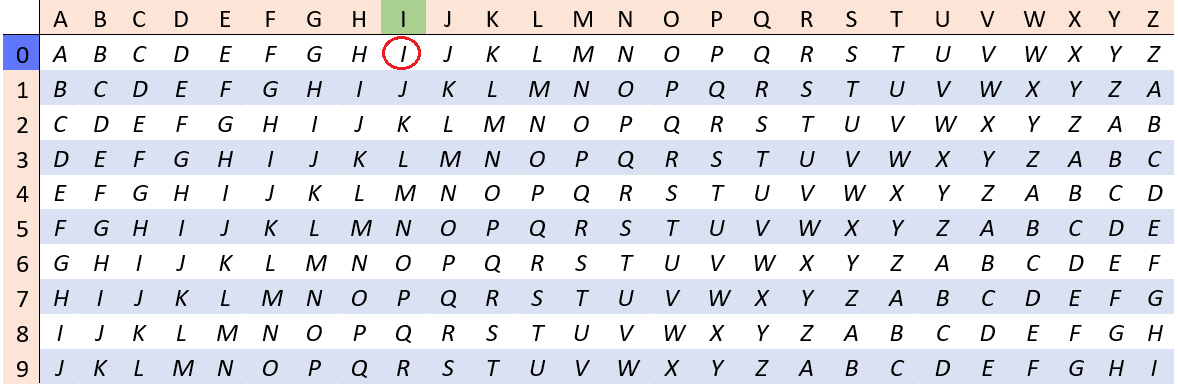 A B C D E F G H I J K L M N O P Q R S T U V W X Y Z
0 A B C D E F G H I J K L M N O P Q R S T U V W X Y Z
1 B C D E F G H I J K L M N O P Q R S T U V W X Y Z A
2 C D E F G H I J K L M N O P Q R S T U V W X Y Z A B
3 D E F G H I J K L M N O P Q R S T U V W X Y Z A B C
4 E F G H I J K L M N O P Q R S T U V W X Y Z A B C D
5 F G H I J K L M N O P Q R S T U V W X Y Z A B C D E
6 G H I J K L M N O P Q R S T U V W X Y Z A B C D E F
7 H I J K L M N O P Q R S T U V W X Y Z A B C D E F G
8 I J K L M N O P Q R S T U V W X Y Z A B C D E F G H
9 J K L M N O P Q R S T U V W X Y Z A B C D E F G H I